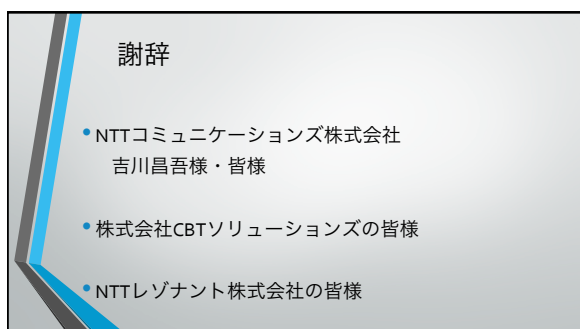 謝辞
•NTTコミュニケーションズ株式会社
吉川昌吾様・皆様
•株式会社CBTソリューションズの皆様
•NTTレゾナント株式会社の皆様